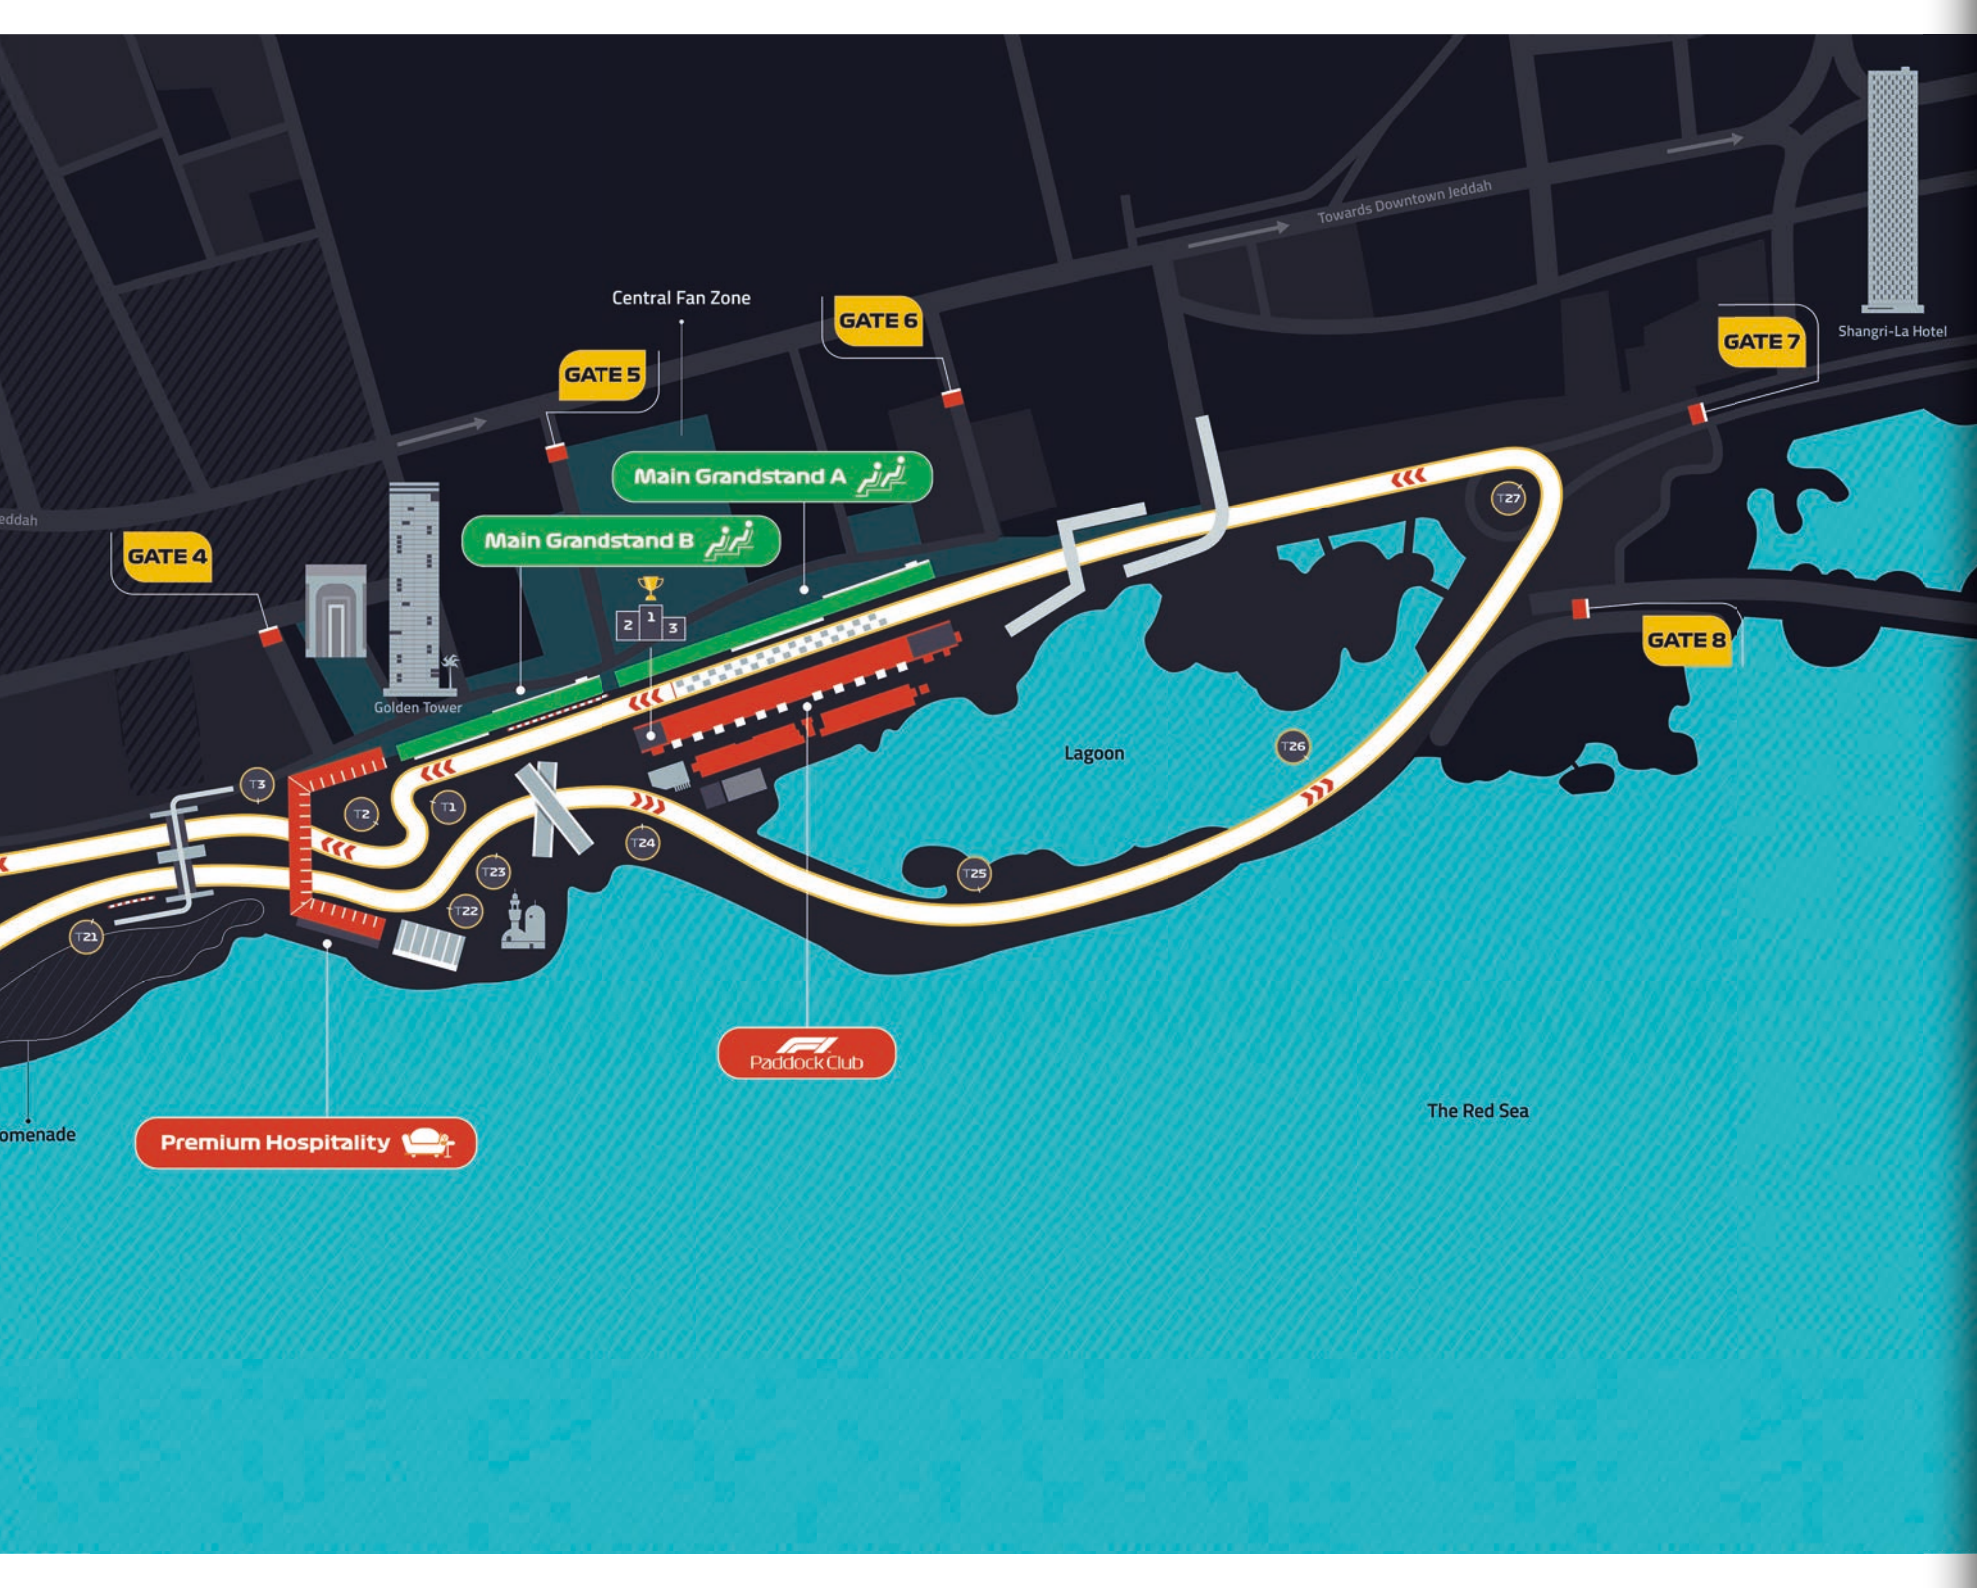 Towards Downtown Jeddah
Central Fan Zone
GATE 6
GATE 7
Shangri-La Hotel
GATE 5
Main Grandstand A
T27
eddah
GATE 4
Main Grandstand B
2 1 3
GATE 8
Golden Tower
Lagoon
T26
T3
T2
T1
T24
T23
T25
T22
T21
F1
Paddock Club
The Red Sea
omenade
Premium Hospitality